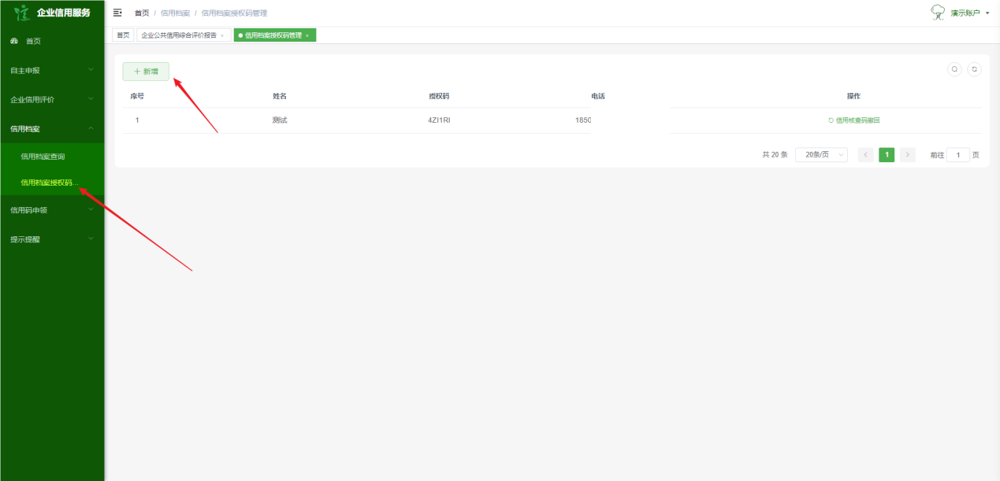 企业信用服务
首页 / 信用档案 / 信用档案授权码管理
演示账户
首页
企业公共信用综合评价报告 ×
信用档案授权码管理 ×
首页
自主申报
企业信用评价
信用档案
信用档案查询
信用档案授权码...
信用码申领
提示提醒
+ 新增
序号 姓名 授权码 电话 操作
1 测试 4ZI1RI 1850 信用核查码撤回
共 20 条 20条/页 < 1 > 前往 1 页